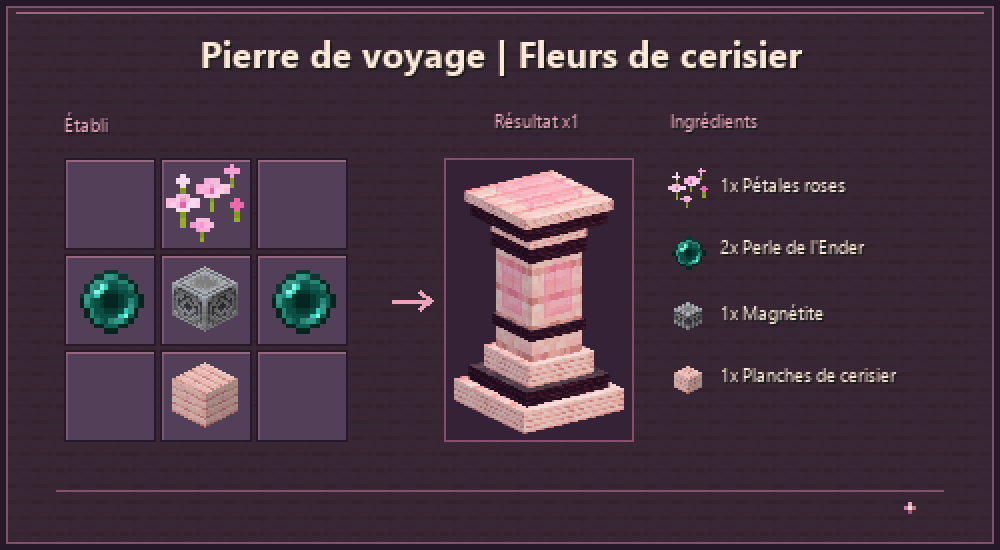 Pierre de voyage | Fleurs de cerisier
Établi
Résultat x1
Ingrédients
1x Pétales roses
2x Perle de l'Ender
1x Magnétite
1x Planches de cerisier